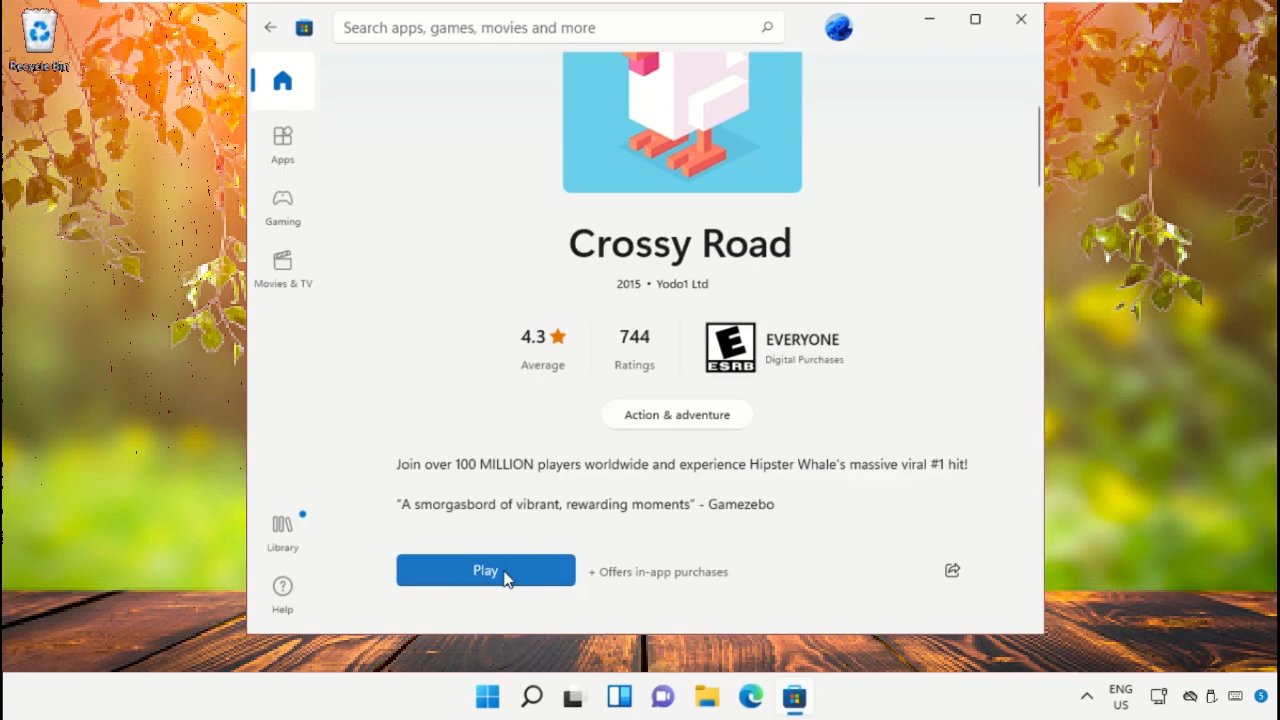 Recycle Bin
Search apps, games, movies and more
Apps
Gaming
Movies & TV
Crossy Road
2015 • Yodo1 Ltd
4.3 744 E EVERYONE
Average Ratings ESRB Digital Purchases
Action & adventure
Join over 100 MILLION players worldwide and experience Hipster Whale's massive viral #1 hit!
"A smorgasbord of vibrant, rewarding moments" - Gamezebo
Library
Play + Offers in-app purchases
Help
ENG
US
5